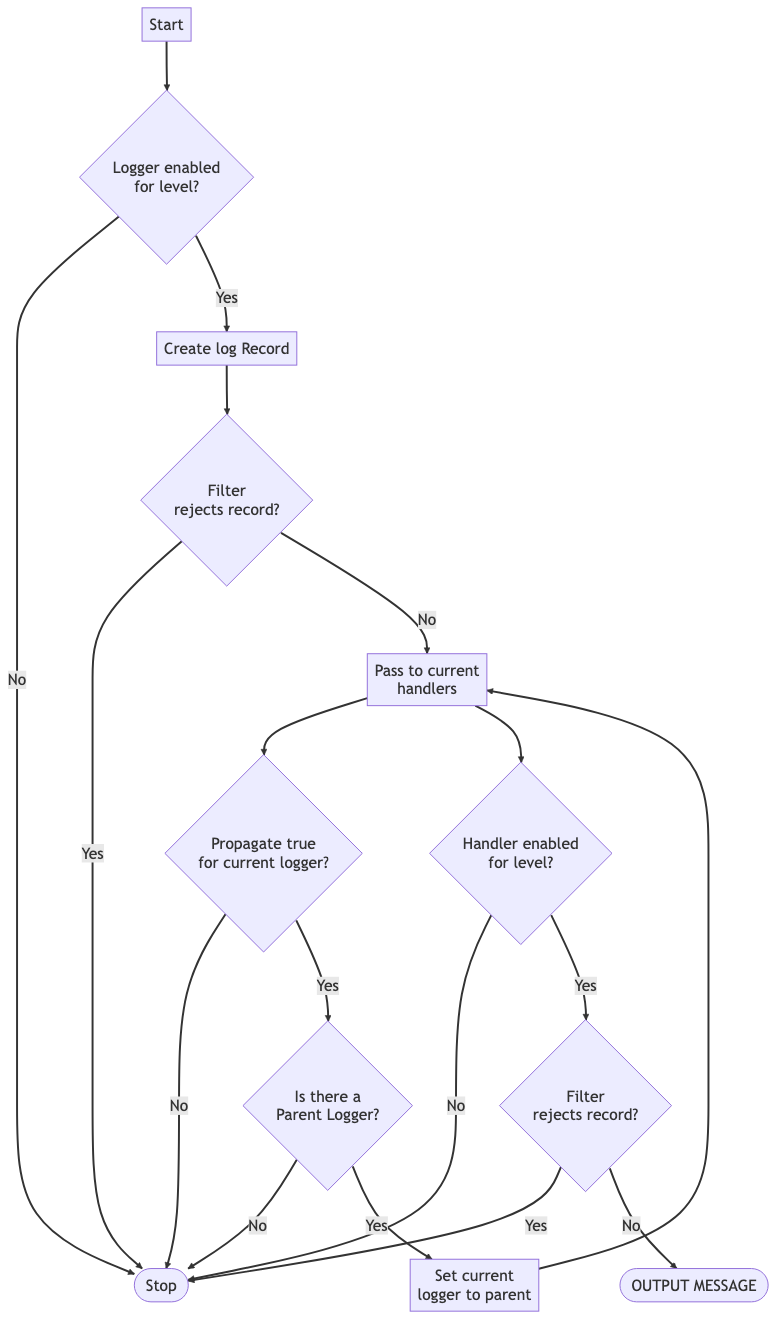 Start
Logger enabled
for level?
Yes
Create log Record
Filter
rejects record?
No
Pass to current
handlers
No
Yes
Propagate true
for current logger?
Handler enabled
for level?
Yes
Yes
No
Is there a
Parent Logger?
No
Filter
rejects record?
No
Yes
Yes
No
Stop
Set current
logger to parent
OUTPUT MESSAGE